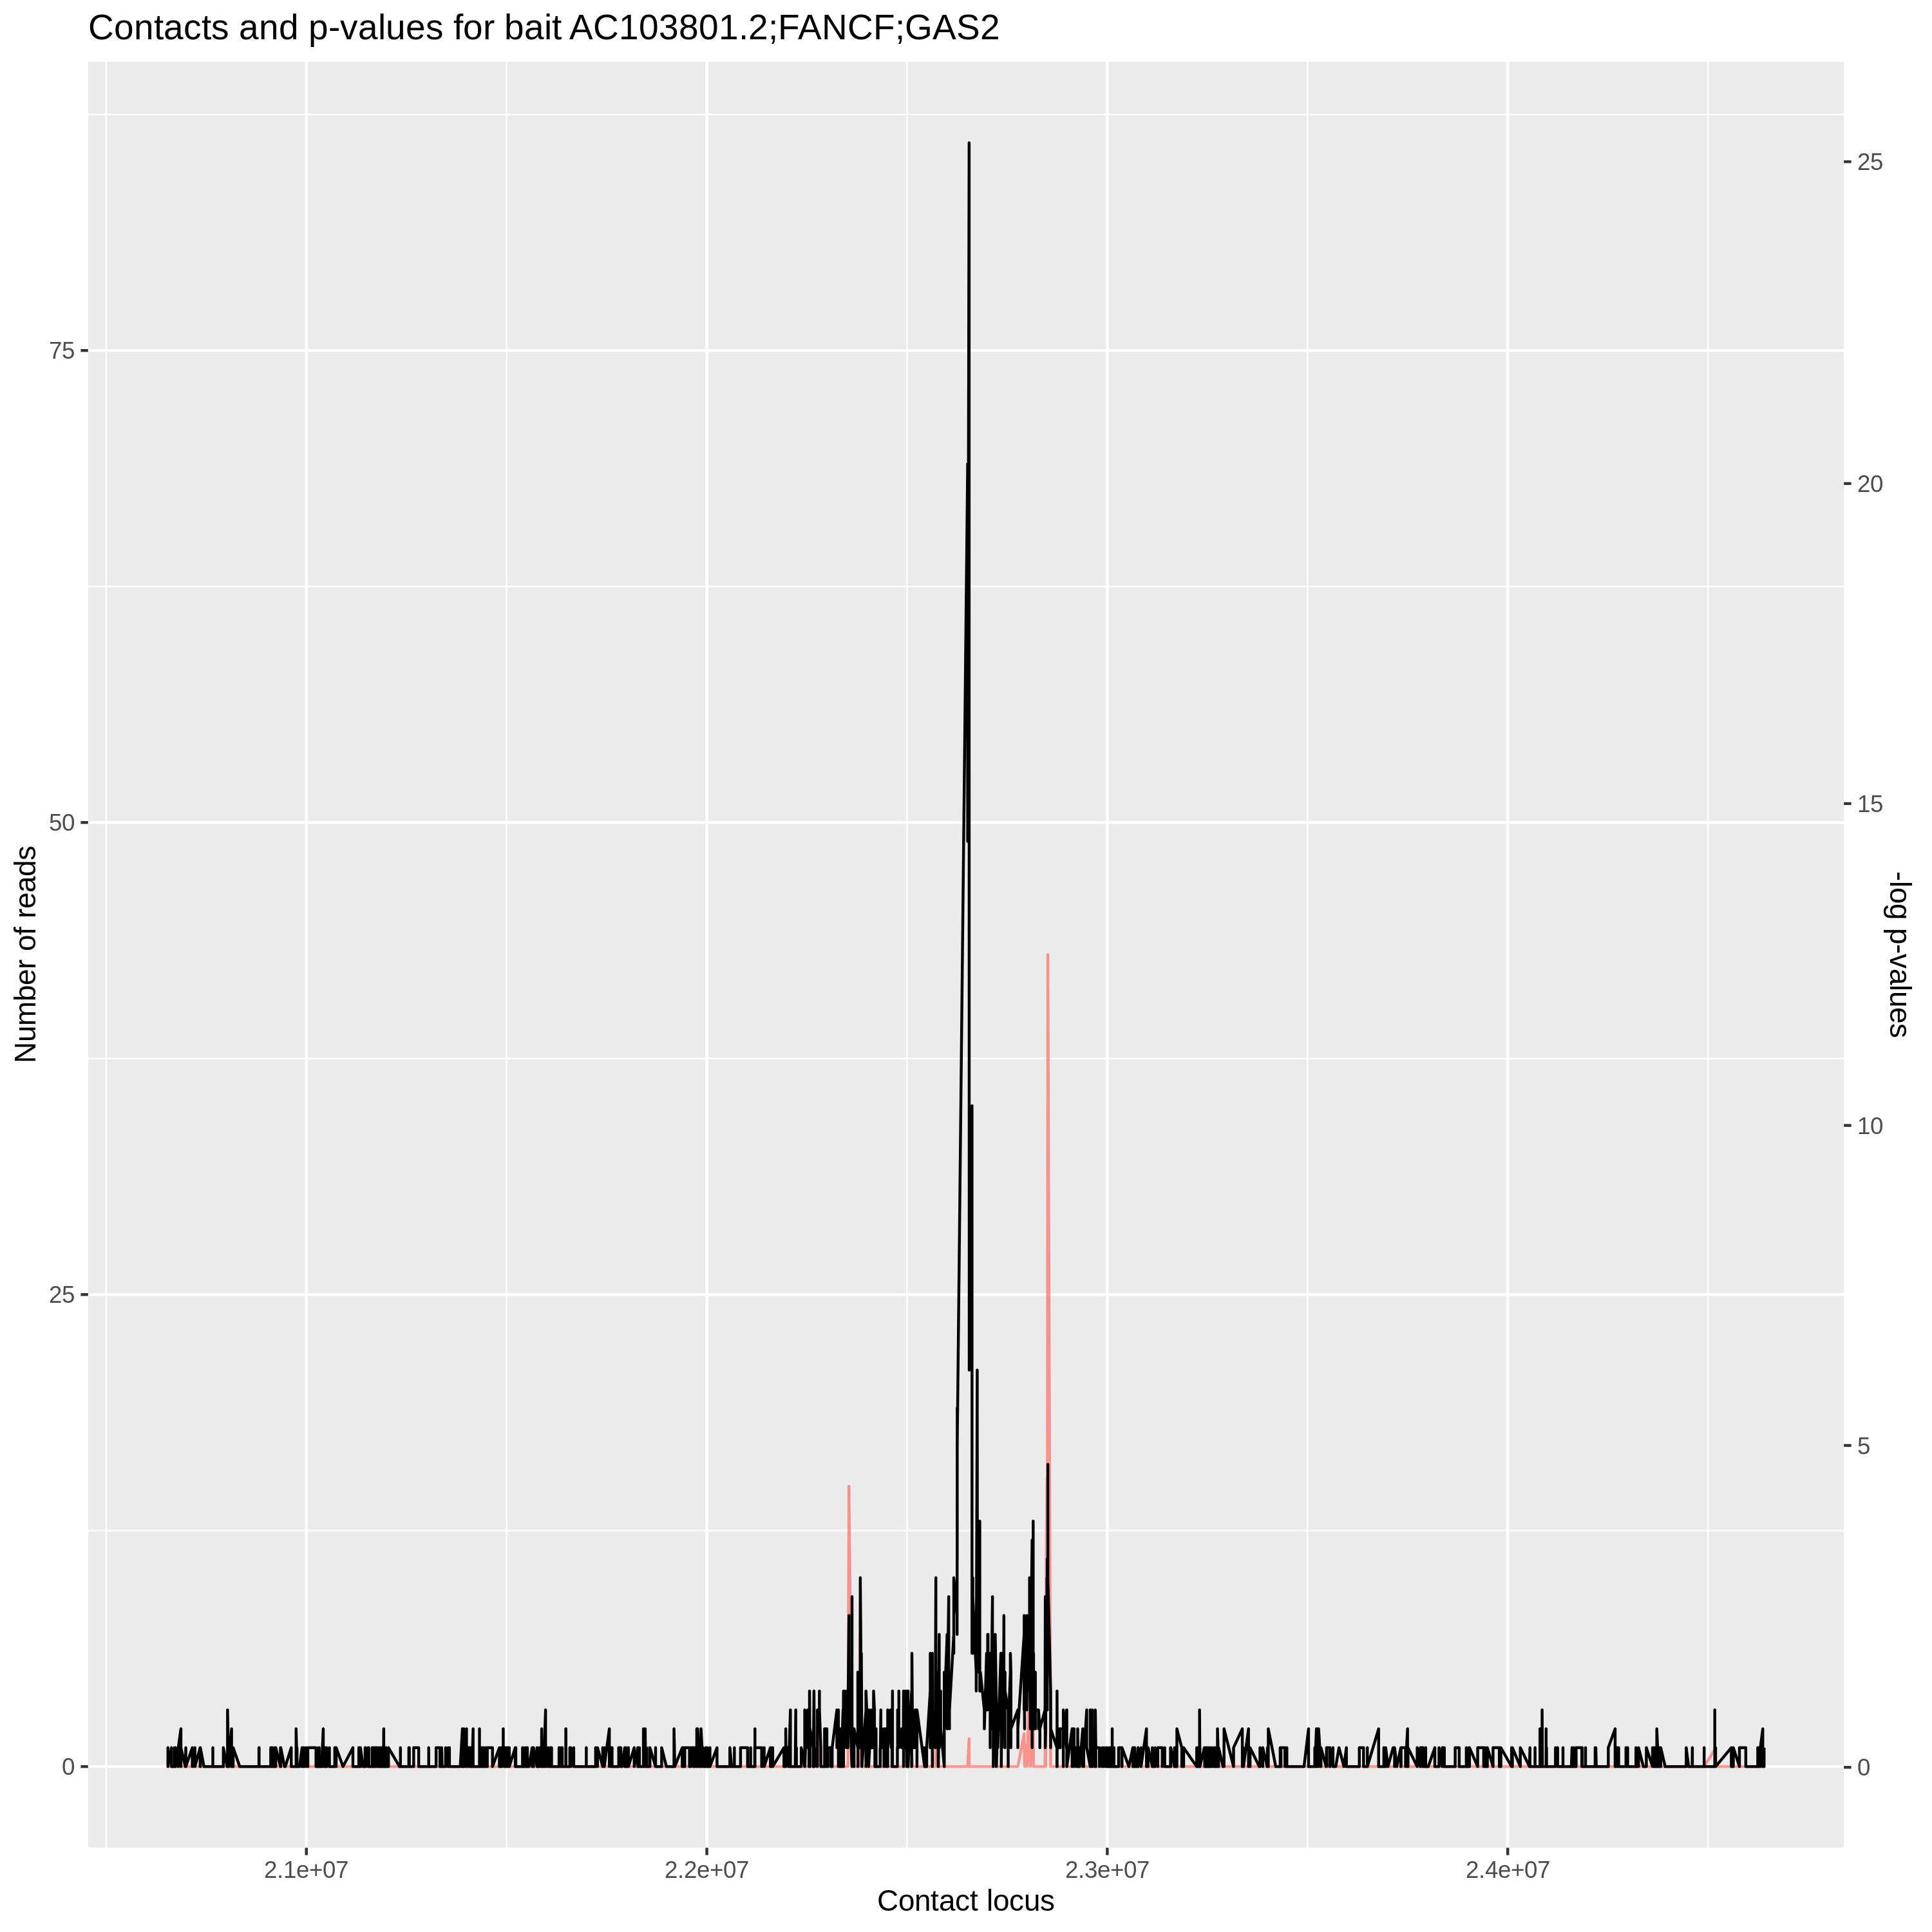 Contacts and p-values for bait AC103801.2;FANCF;GAS2
75
50
25
0
Number of reads
25
20
15
10
5
0
-log p-values
2.1e+07
2.2e+07
2.3e+07
2.4e+07
Contact locus